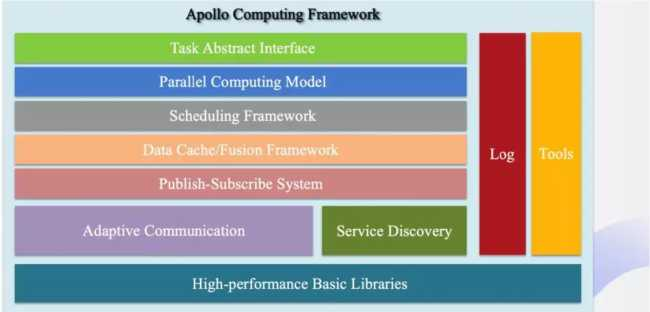 Apollo Computing Framework
Task Abstract Interface
Parallel Computing Model
Scheduling Framework
Data Cache/Fusion Framework
Publish-Subscribe System
Adaptive Communication
Service Discovery
Log
Tools
High-performance Basic Libraries